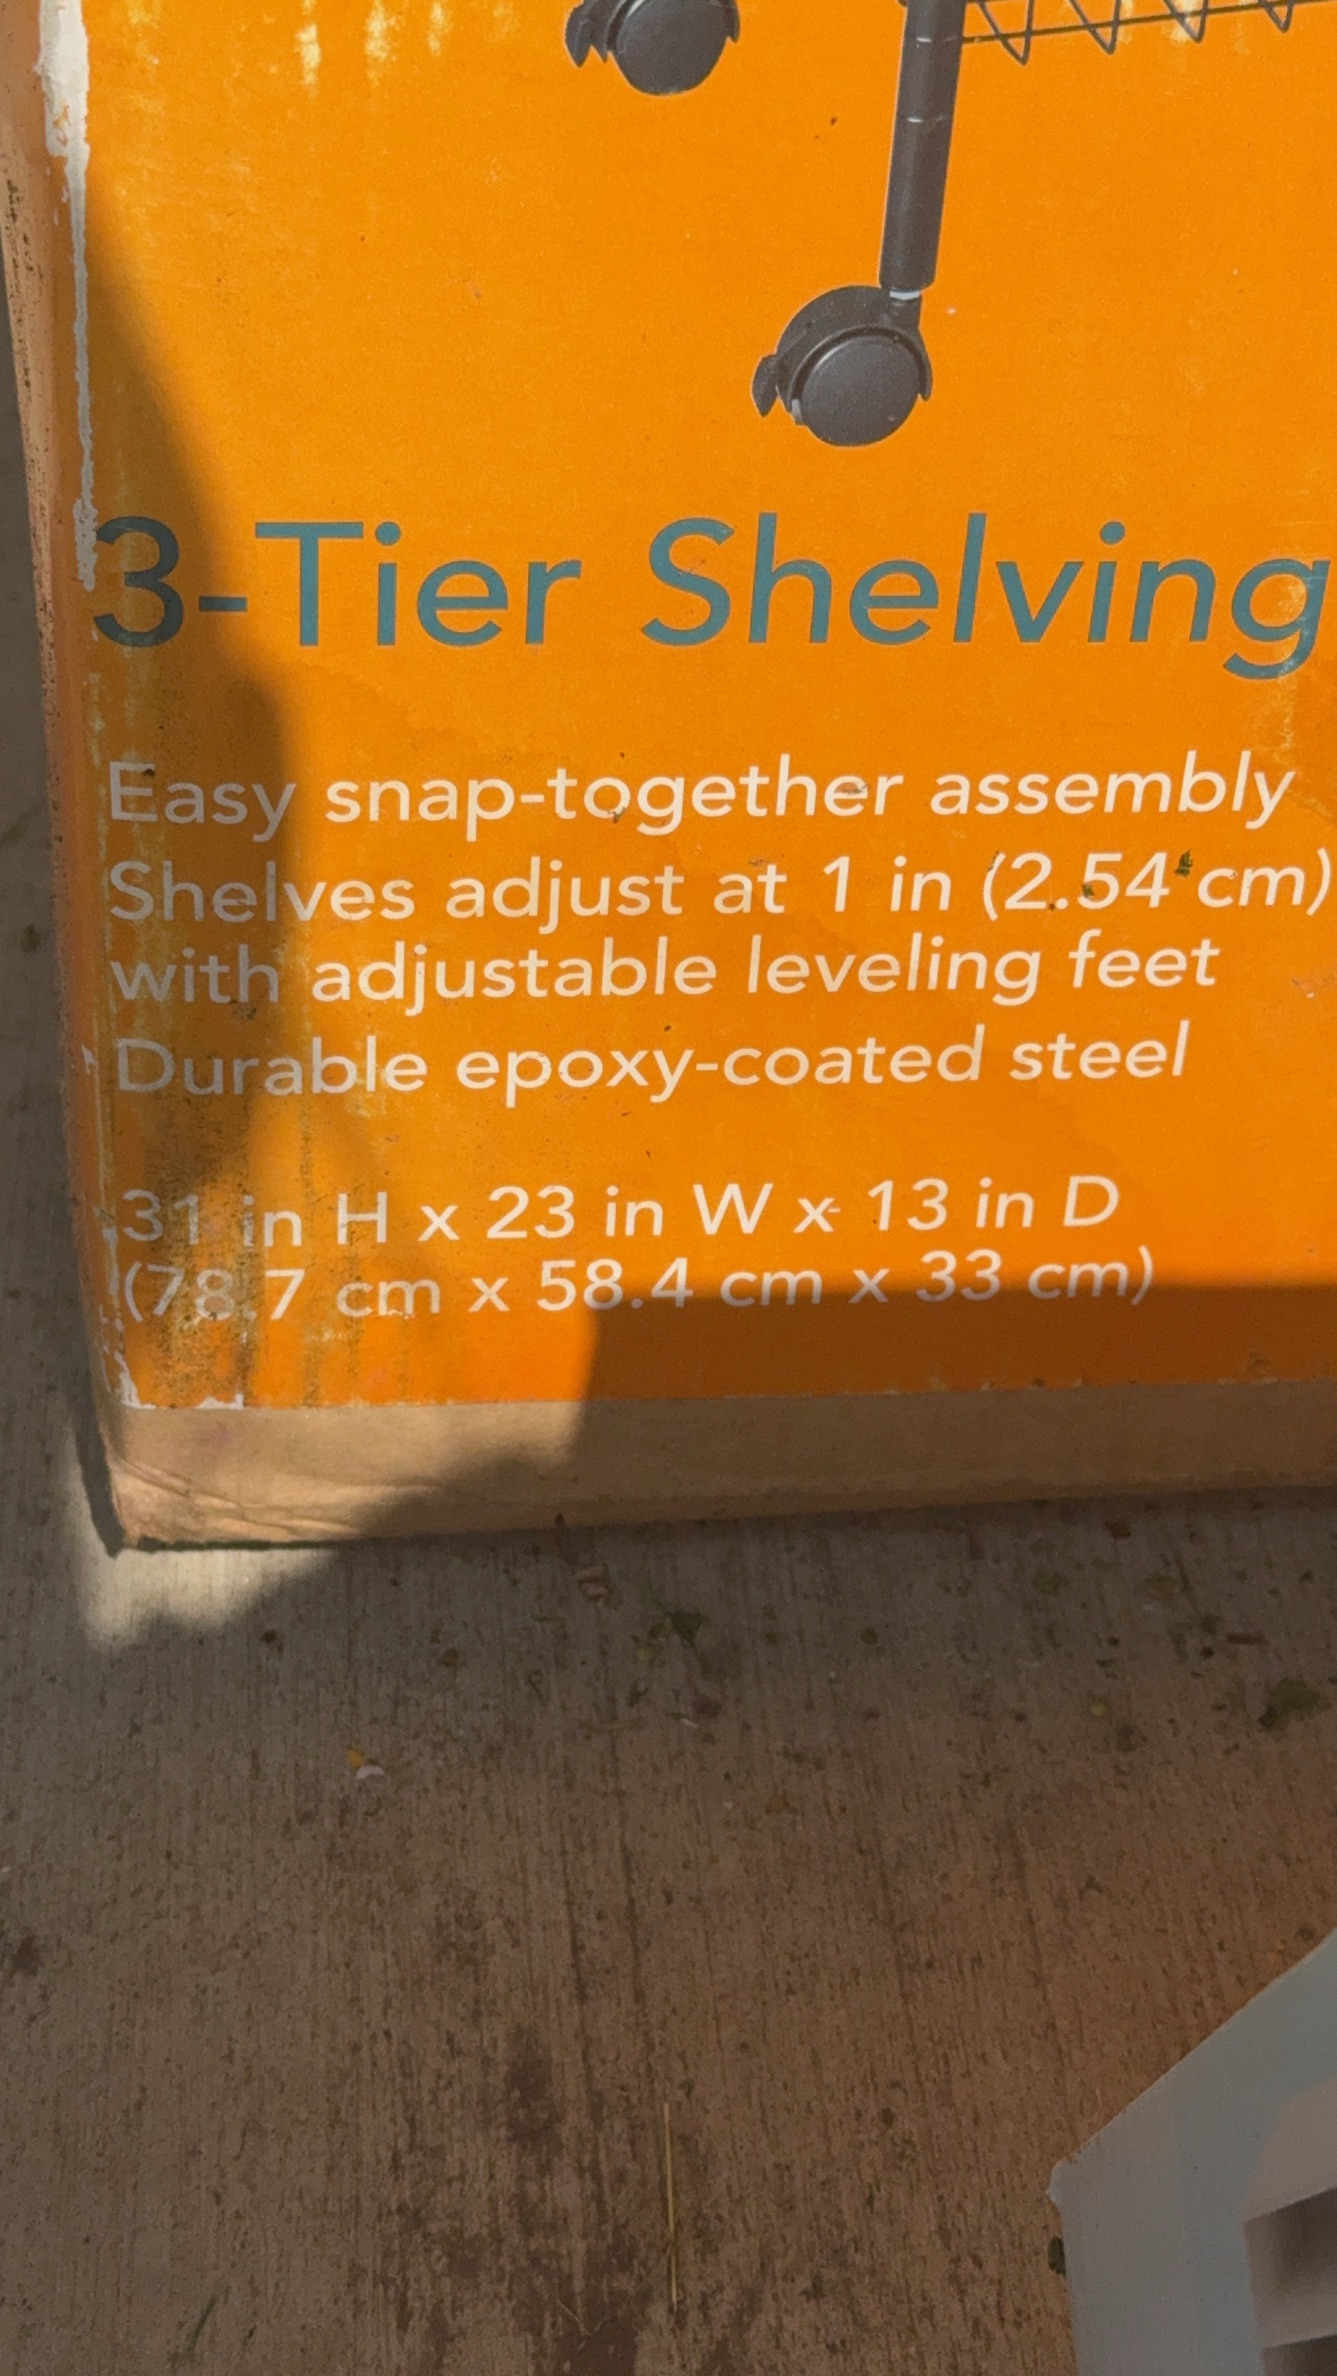 3-Tier Shelving
Easy snap-together assembly
Shelves adjust at 1 in (2.54 cm)
with adjustable leveling feet
Durable epoxy-coated steel
31 in H x 23 in W x 13 in D
(78.7 cm x 58.4 cm x 33 cm)